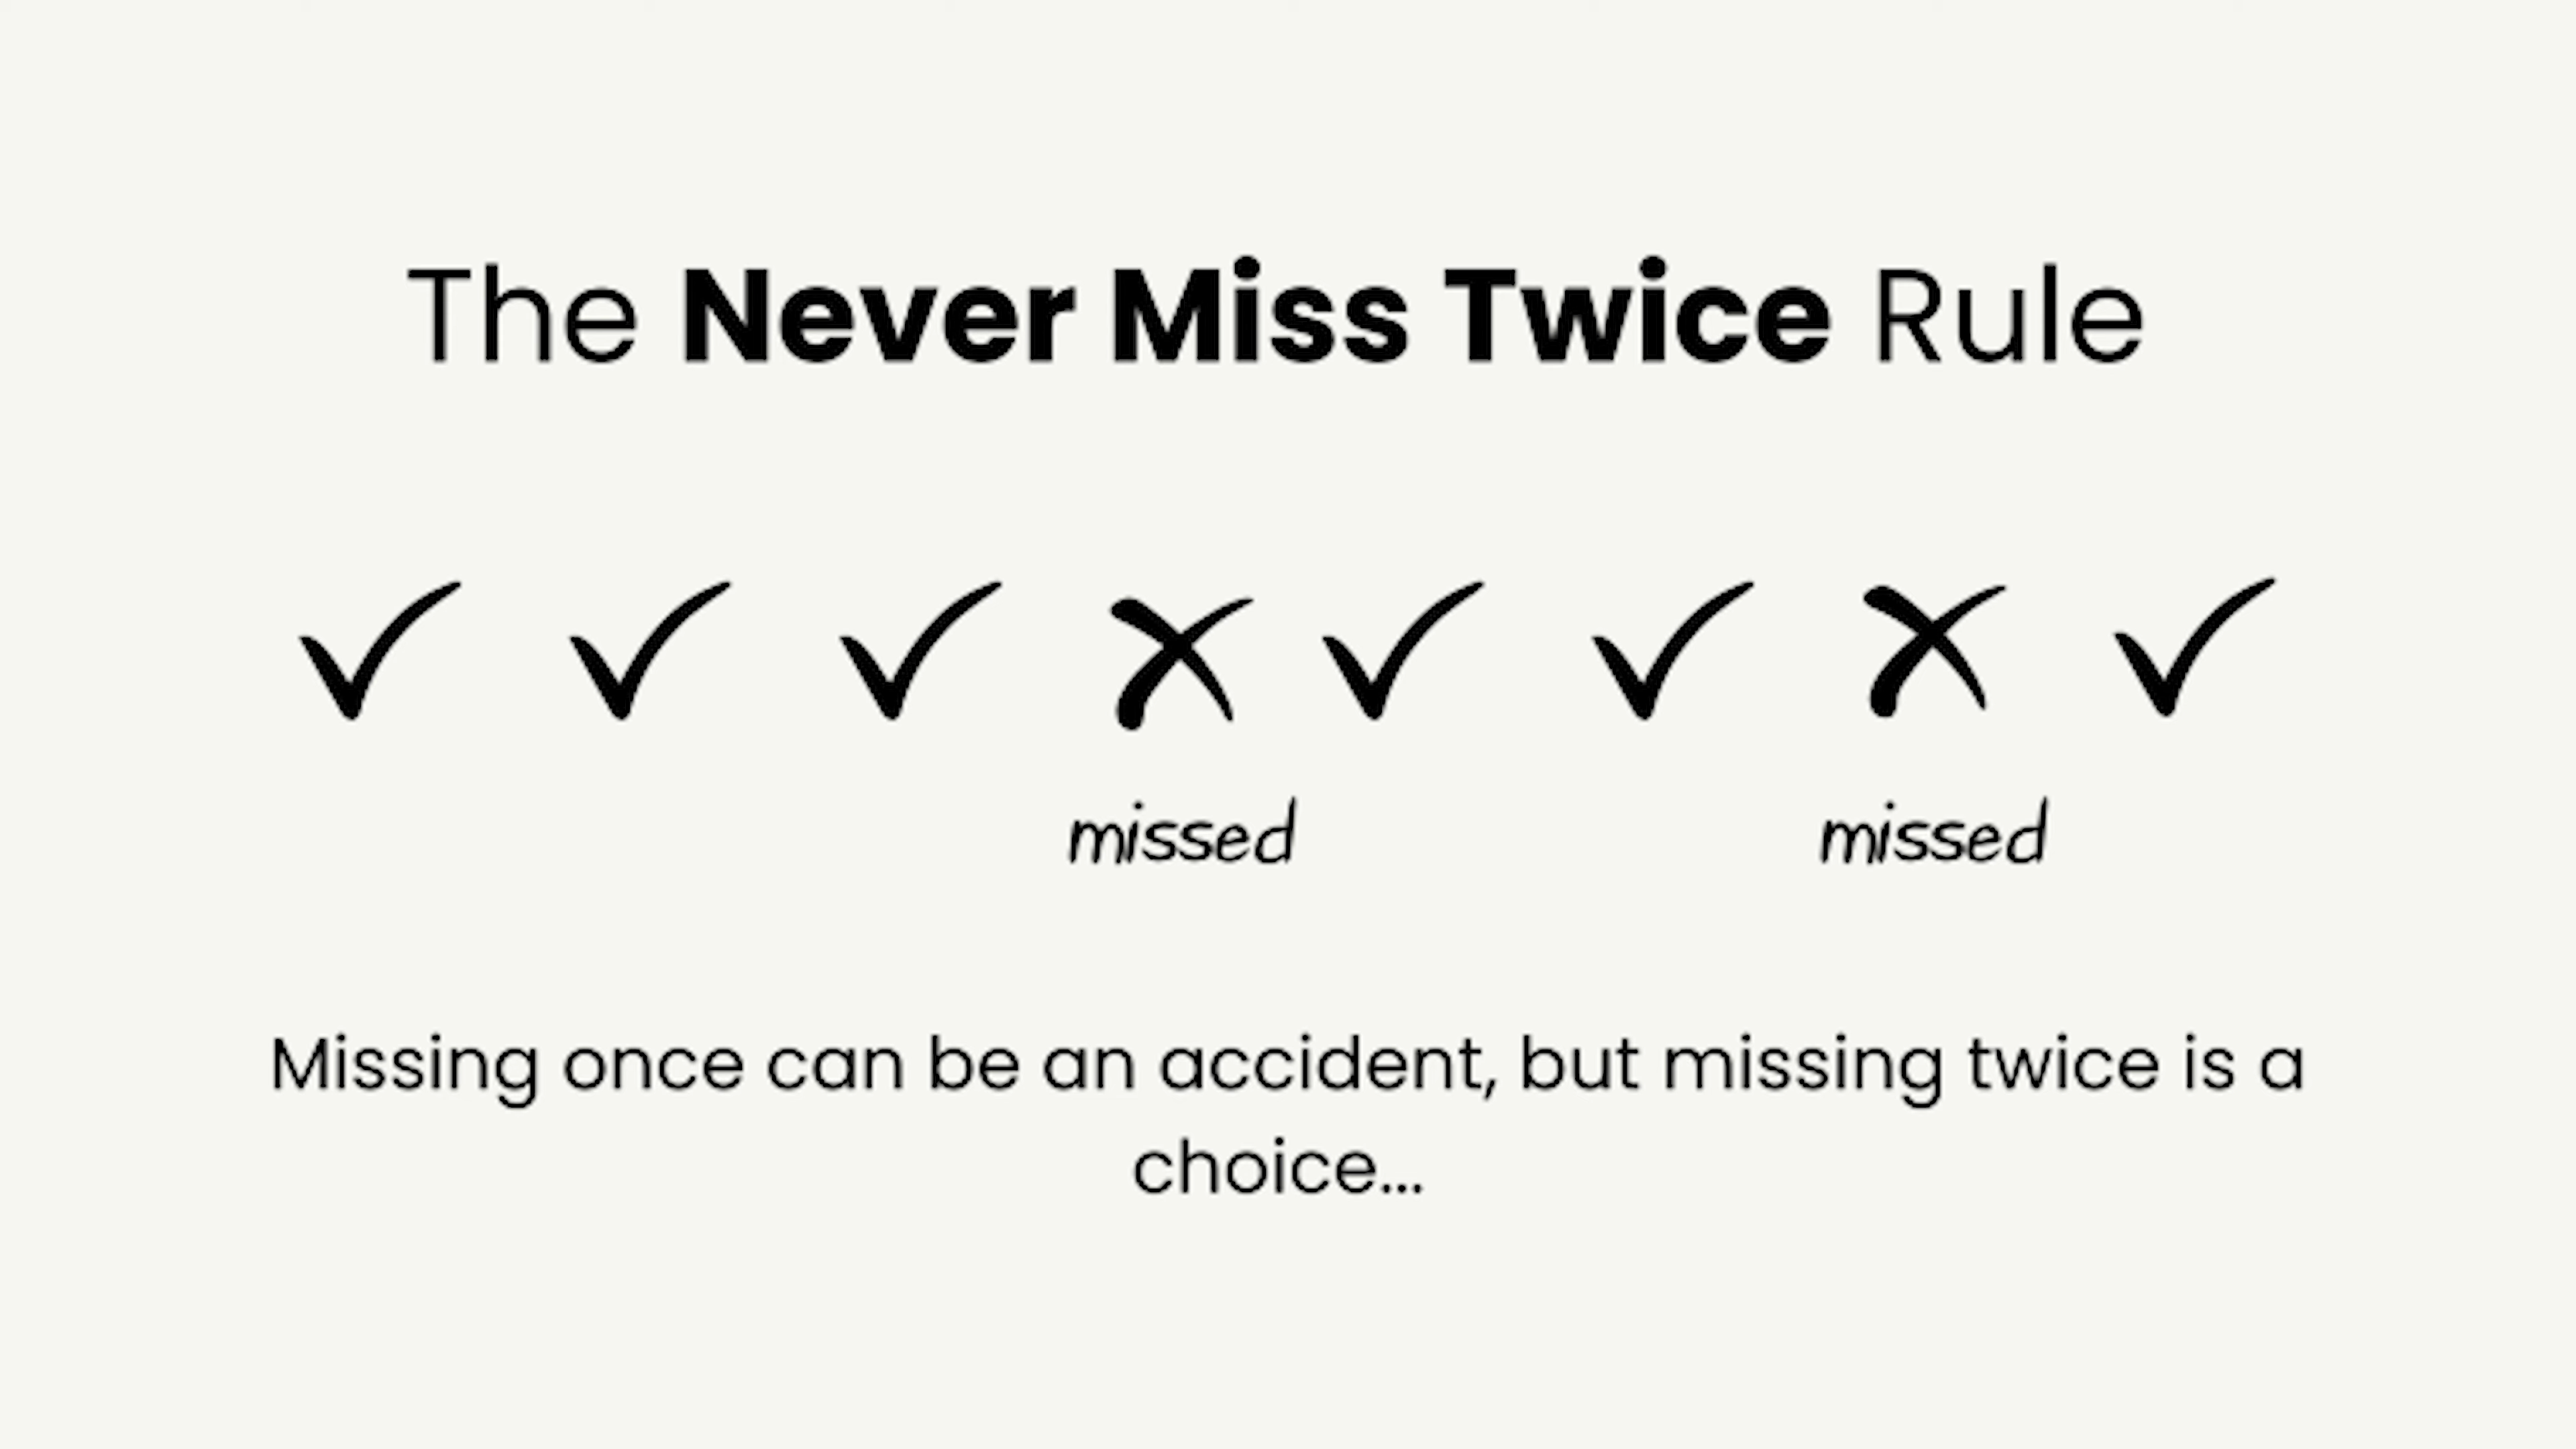 The Never Miss Twice Rule
✓ ✓ ✓ ✗ ✓ ✓ ✗ ✓
missed missed
Missing once can be an accident, but missing twice is a
choice...